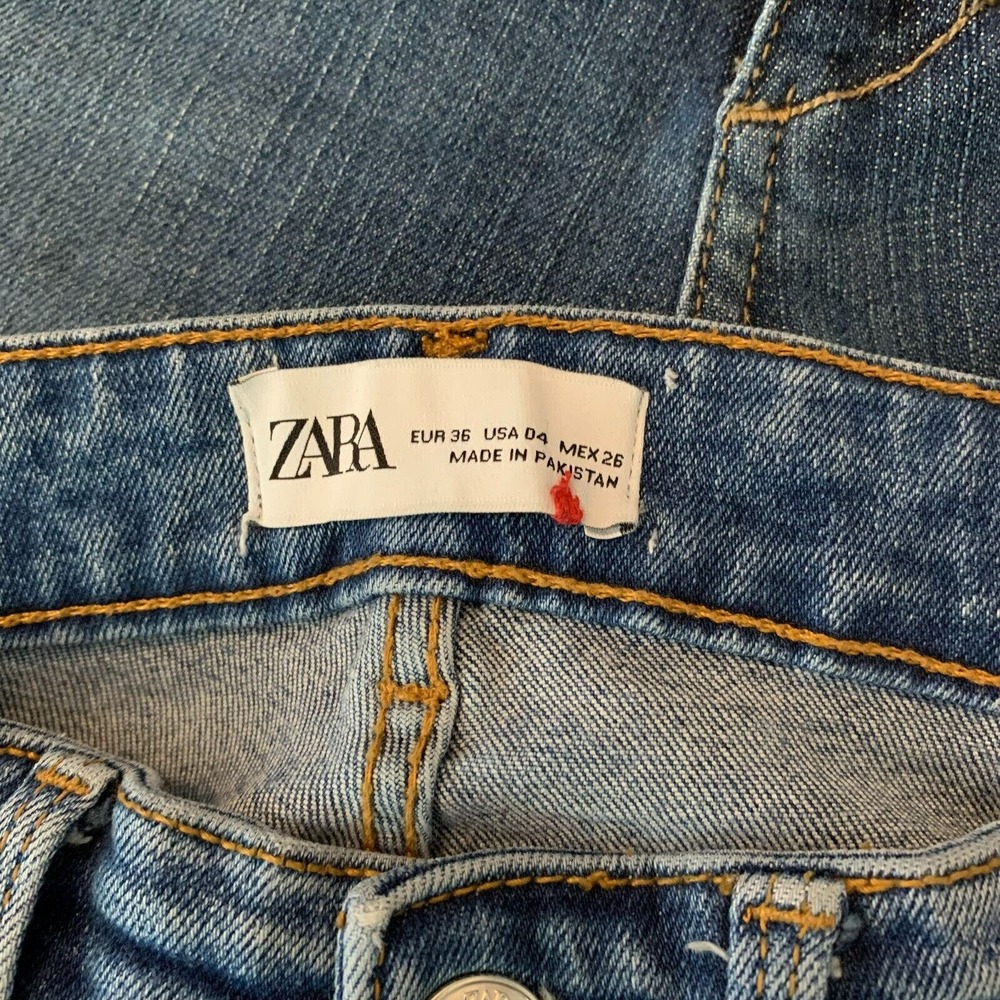 ZARA
EUR 36 USA 04 MEX 26
MADE IN PAKISTAN